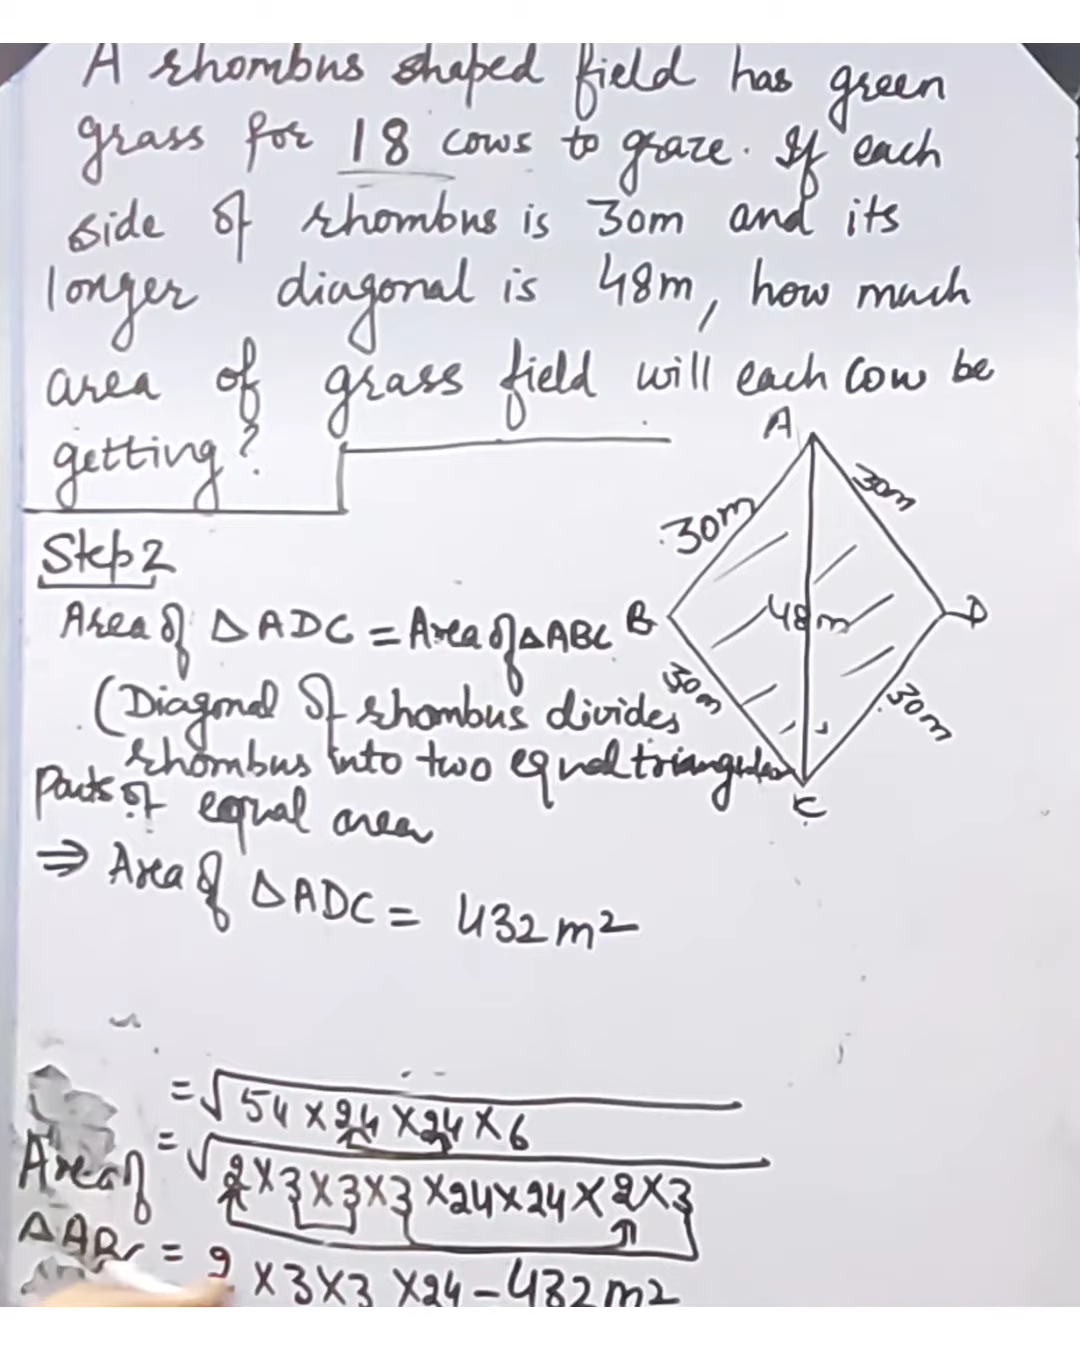 A rhombus shaped field has green
grass for 18 cows to graze. If each
side of rhombus is 30m and its
longer diagonal is 48m, how much
area of grass field will each cow be
getting?
A
30m
30m
B
48m
D
30m
30m
C
Step 2
Area of △ADC = Area of △ABC
(Diagonal of rhombus divides
rhombus into two equal triangular
Parts of equal area
⇒ Area of △ADC = 432 m²
= √54 × 24 × 24 × 6
= √2 × 3 × 3 × 3 × 24 × 24 × 2 × 3
Area of
△ABC = 2 × 3 × 3 × 24 = 432 m²